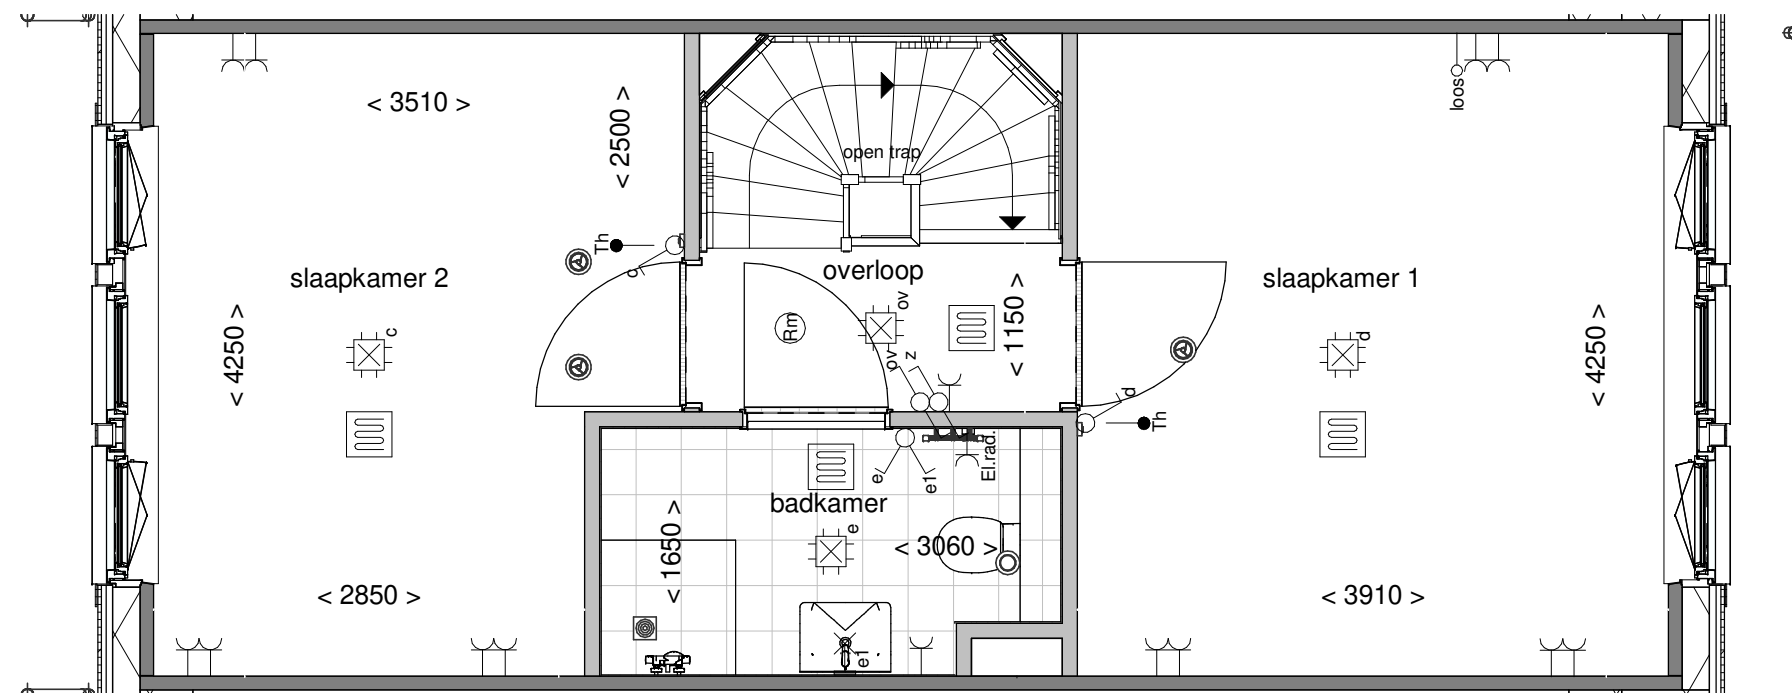 < 3510 >
< 2500 >
loos
open trap
Th
c
slaapkamer 2
overloop
slaapkamer 1
ov
Rm
< 1150 >
c
d
< 4250 >
< 4250 >
ov
z
d
Th
El.rad.
e
e1
badkamer
< 1650 >
e
< 3060 >
< 2850 >
< 3910 >
e1